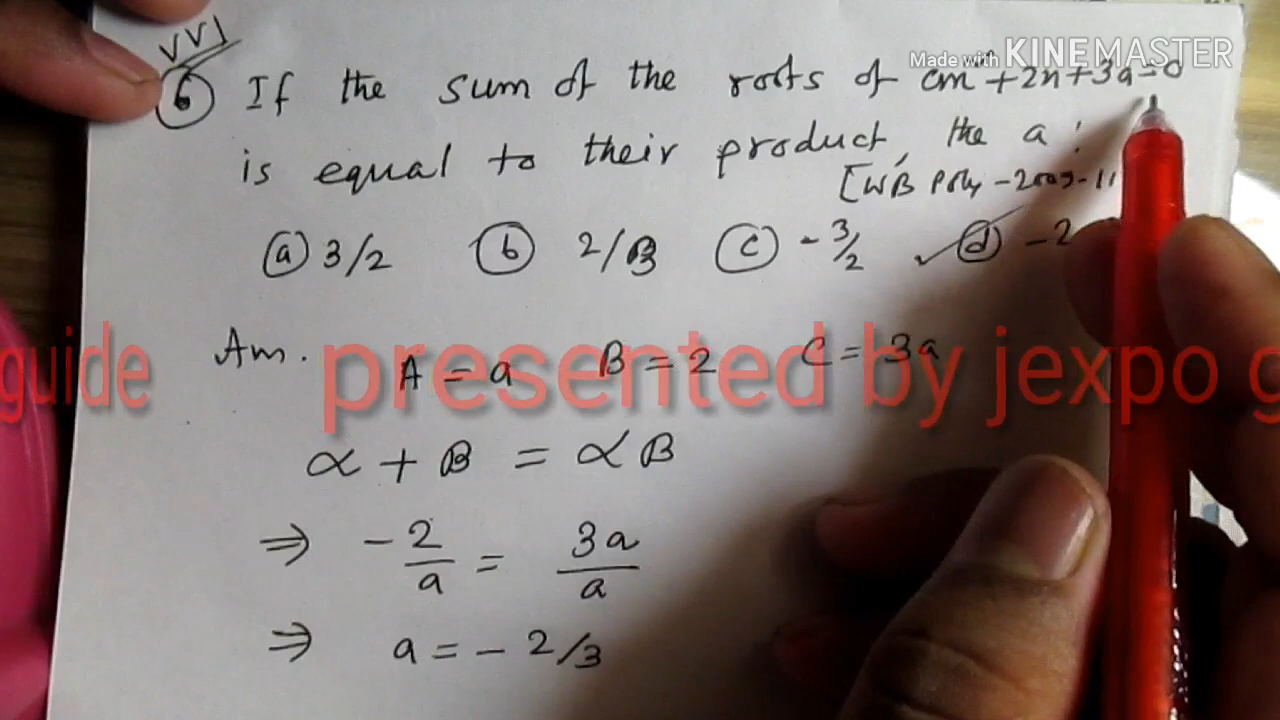 Made with KINEMASTER
VVI
6 If the sum of the roots of ax² + 2x + 3a = 0
is equal to their product, the a :
[WB Poly - 2009 - 11
(a) 3/2 (b) 2/3 (c) - 3/2 (d) - 2
guide presented by jexpo g
Ans. A = a B = 2 C = 3a
α + β = αβ
⇒ - 2/a = 3a/a
⇒ a = - 2/3